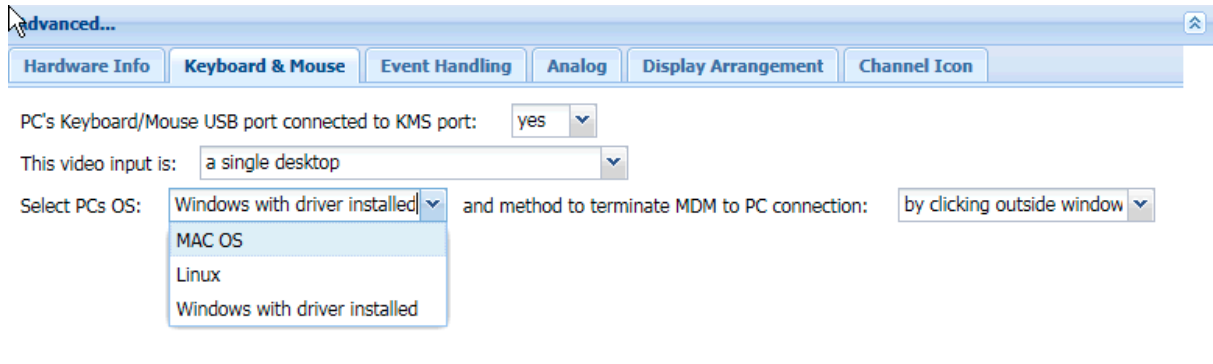 Advanced...
Hardware Info Keyboard & Mouse Event Handling Analog Display Arrangement Channel Icon
PC's Keyboard/Mouse USB port connected to KMS port: yes
This video input is: a single desktop
Select PCs OS: Windows with driver installed and method to terminate MDM to PC connection: by clicking outside window
MAC OS
Linux
Windows with driver installed